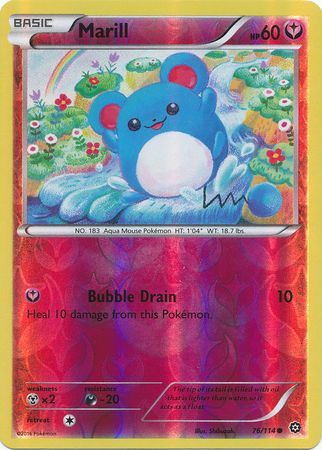 BASIC
Marill HP60
NO. 183 Aqua Mouse Pokémon HT: 1'04" WT: 18.7 lbs.
Bubble Drain 10
Heal 10 damage from this Pokémon.
weakness resistance
×2 -20
retreat
The tip of its tail is filled with oil
that is lighter than water, so it
acts as a float.
©2016 Pokémon Illus. Shibuzoh. 76/114